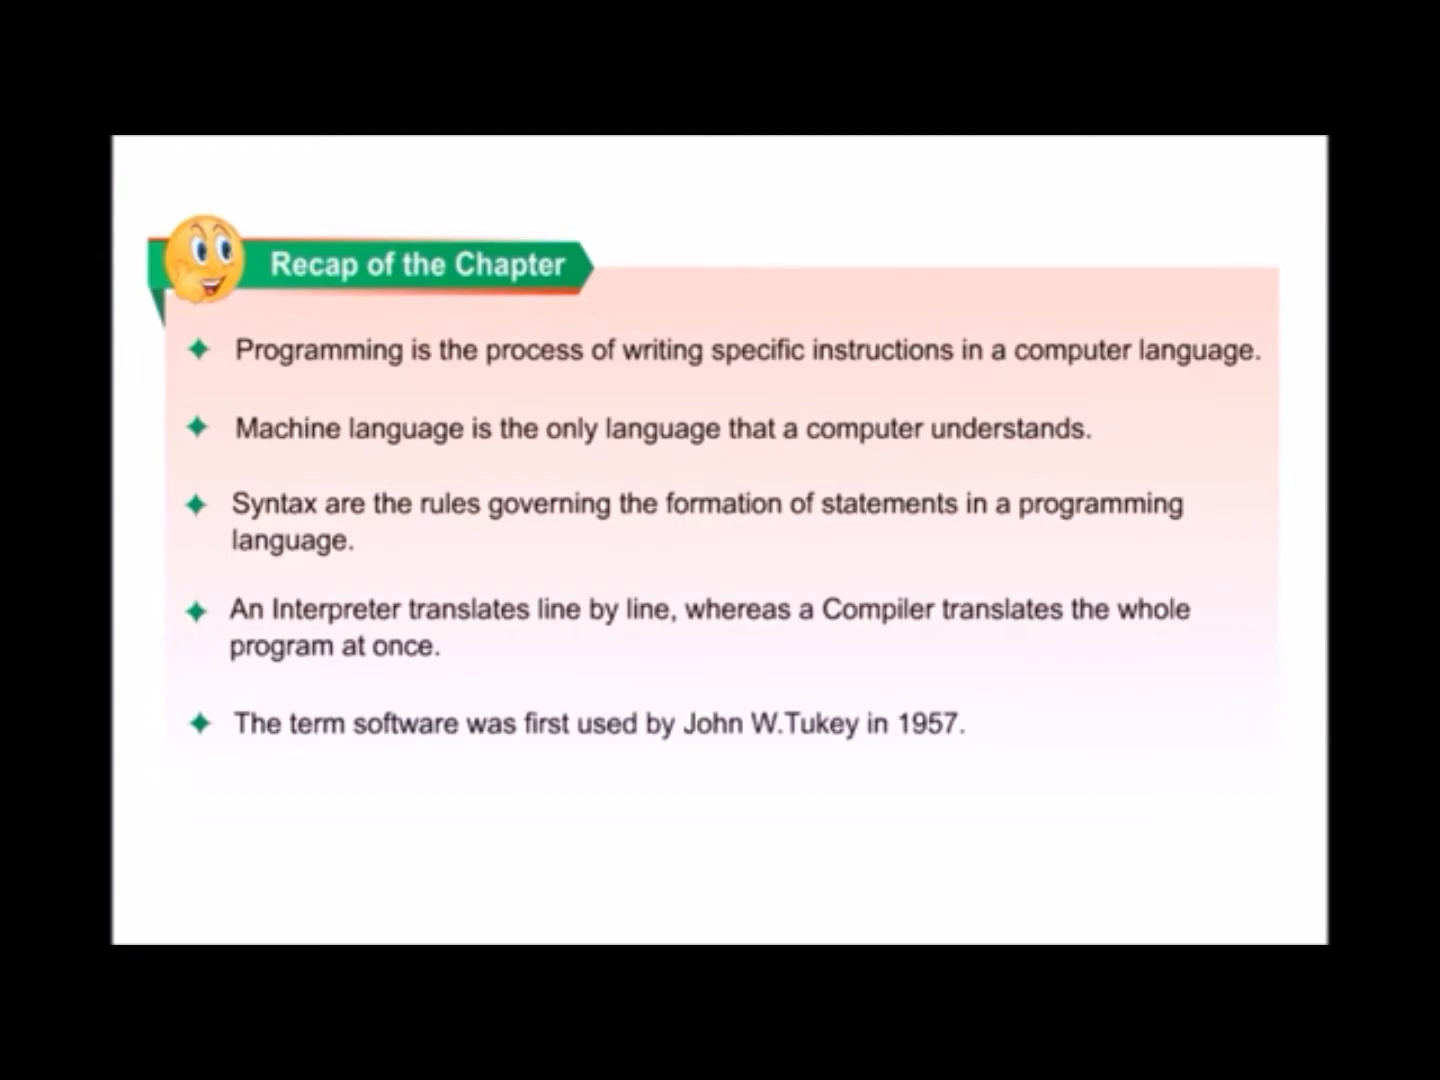 Recap of the Chapter
Programming is the process of writing specific instructions in a computer language.
Machine language is the only language that a computer understands.
Syntax are the rules governing the formation of statements in a programming
language.
An Interpreter translates line by line, whereas a Compiler translates the whole
program at once.
The term software was first used by John W.Tukey in 1957.